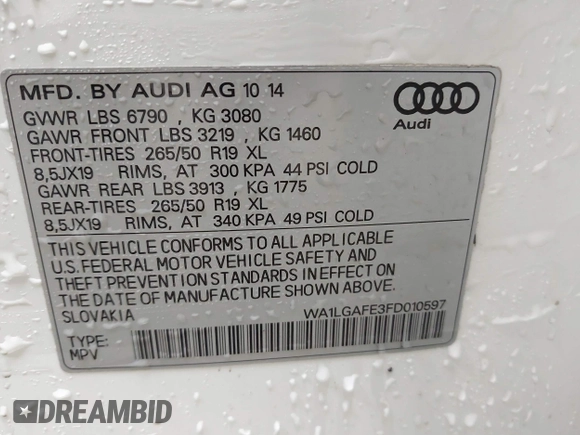 MFD. BY AUDI AG 10 14
GVWR LBS 6790 , KG 3080
GAWR FRONT LBS 3219 , KG 1460
FRONT-TIRES 265/50 R19 XL
8,5JX19 RIMS, AT 300 KPA 44 PSI COLD
GAWR REAR LBS 3913 , KG 1775
REAR-TIRES 265/50 R19 XL
8,5JX19 RIMS, AT 340 KPA 49 PSI COLD
Audi
THIS VEHICLE CONFORMS TO ALL APPLICABLE
U.S. FEDERAL MOTOR VEHICLE SAFETY AND
THEFT PREVENTION STANDARDS IN EFFECT ON
THE DATE OF MANUFACTURE SHOWN ABOVE.
SLOVAKIA
WA1LGAFE3FD010597
TYPE:
MPV
DREAMBID